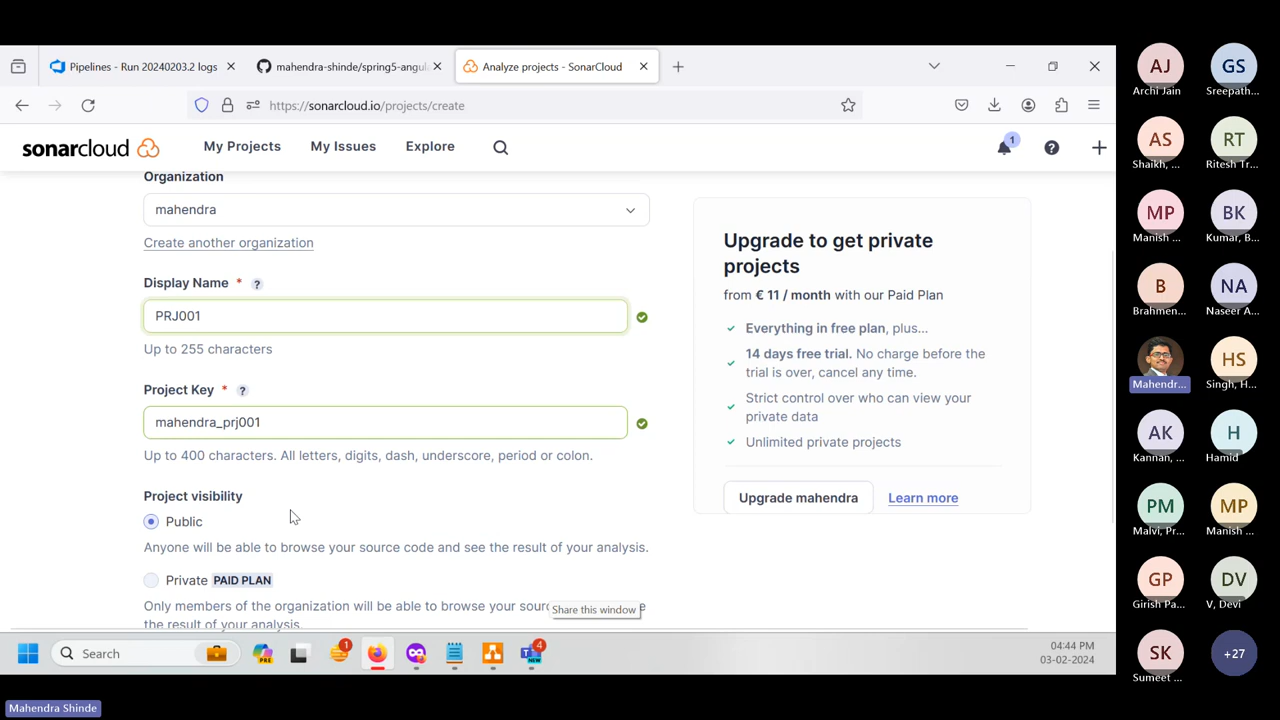 Pipelines - Run 20240203.2 logs
mahendra-shinde/spring5-angula
Analyze projects - SonarCloud
https://sonarcloud.io/projects/create
sonarcloud
My Projects
My Issues
Explore
1
Organization
mahendra
Create another organization
Display Name * ?
PRJ001
Up to 255 characters
Project Key * ?
mahendra_prj001
Up to 400 characters. All letters, digits, dash, underscore, period or colon.
Project visibility
Public
Anyone will be able to browse your source code and see the result of your analysis.
Private PAID PLAN
Only members of the organization will be able to browse your sour
the result of your analysis.
Share this window
Upgrade to get private
projects
from € 11 / month with our Paid Plan
Everything in free plan, plus...
14 days free trial. No charge before the
trial is over, cancel any time.
Strict control over who can view your
private data
Unlimited private projects
Upgrade mahendra
Learn more
Search
PRE
1
NEW
4
04:44 PM
03-02-2024
AJ
Archi Jain
GS
Sreepath...
AS
Shaikh, ...
RT
Ritesh Tr...
MP
Manish ...
BK
Kumar, B...
B
Brahmen...
NA
Naseer A...
Mahendr...
HS
Singh, H...
AK
Kannan, ...
H
Hamid
PM
Malvi, Pr...
MP
Manish ...
GP
Girish Pa...
DV
V, Devi
SK
Sumeet ...
+27
Mahendra Shinde